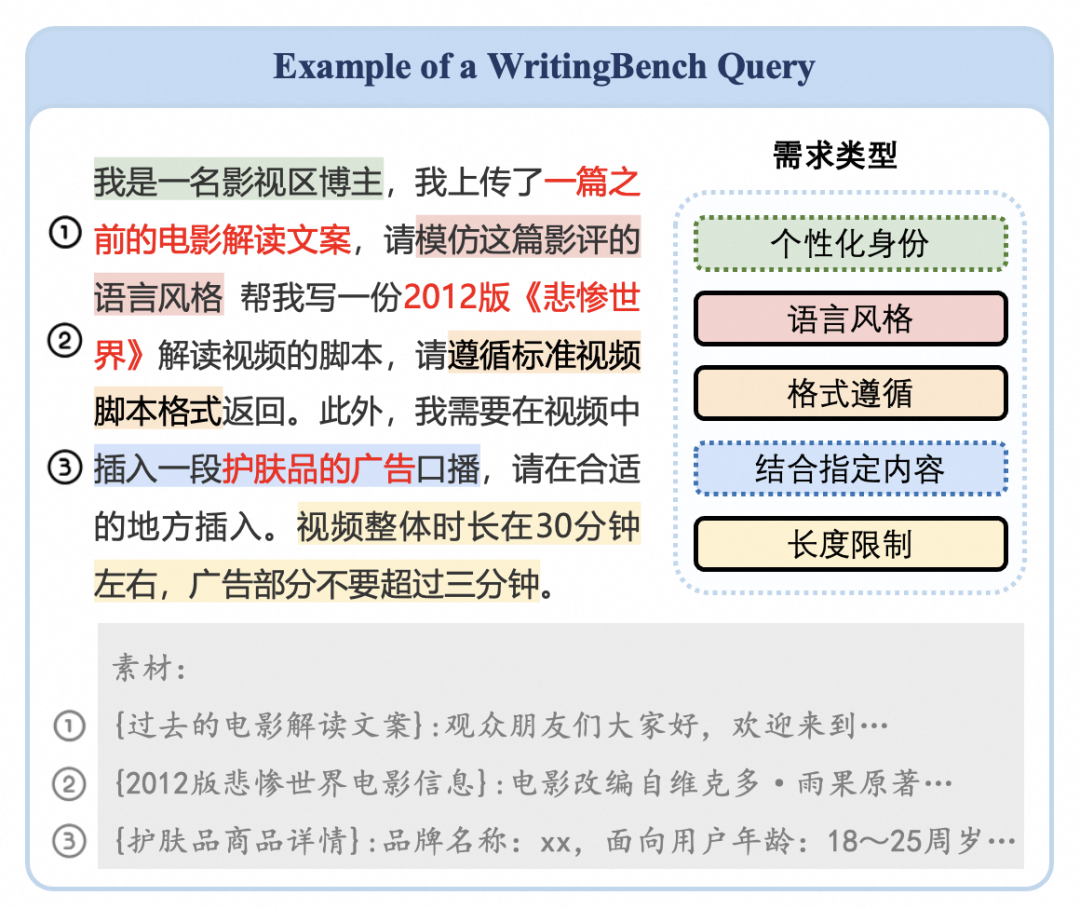 Example of a WritingBench Query
我是一名影视区博主，我上传了一篇之
① 前的电影解读文案，请模仿这篇影评的
语言风格 帮我写一份2012版《悲惨世
② 界》解读视频的脚本，请遵循标准视频
脚本格式返回。此外，我需要在视频中
③ 插入一段护肤品的广告口播，请在合适
的地方插入。视频整体时长在30分钟
左右，广告部分不要超过三分钟。
需求类型
个性化身份
语言风格
格式遵循
结合指定内容
长度限制
素材：
① {过去的电影解读文案}:观众朋友们大家好，欢迎来到…
② {2012版悲惨世界电影信息}:电影改编自维克多·雨果原著…
③ {护肤品商品详情}:品牌名称：xx，面向用户年龄：18～25周岁…